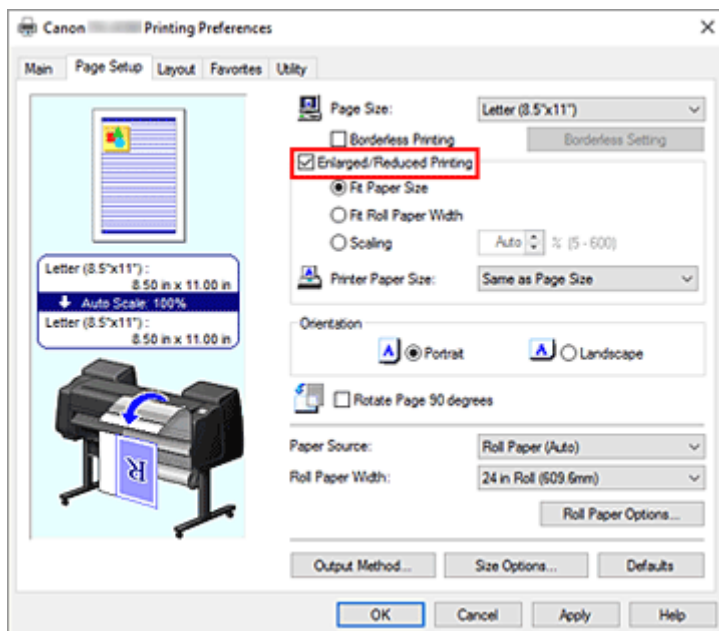 Canon Printing Preferences
Main Page Setup Layout Favorites Utility
Page Size: Letter (8.5"x11")
Borderless Printing Borderless Setting
Enlarged/Reduced Printing
Fit Paper Size
Fit Roll Paper Width
Scaling Auto % (5 - 600)
Printer Paper Size: Same as Page Size
Letter (8.5"x11") :
8.50 in x 11.00 in
Auto Scale: 100%
Letter (8.5"x11") :
8.50 in x 11.00 in
R
Orientation
A Portrait A Landscape
Rotate Page 90 degrees
Paper Source: Roll Paper (Auto)
Roll Paper Width: 24 in Roll (609.6mm)
Roll Paper Options...
Output Method... Size Options... Defaults
OK Cancel Apply Help